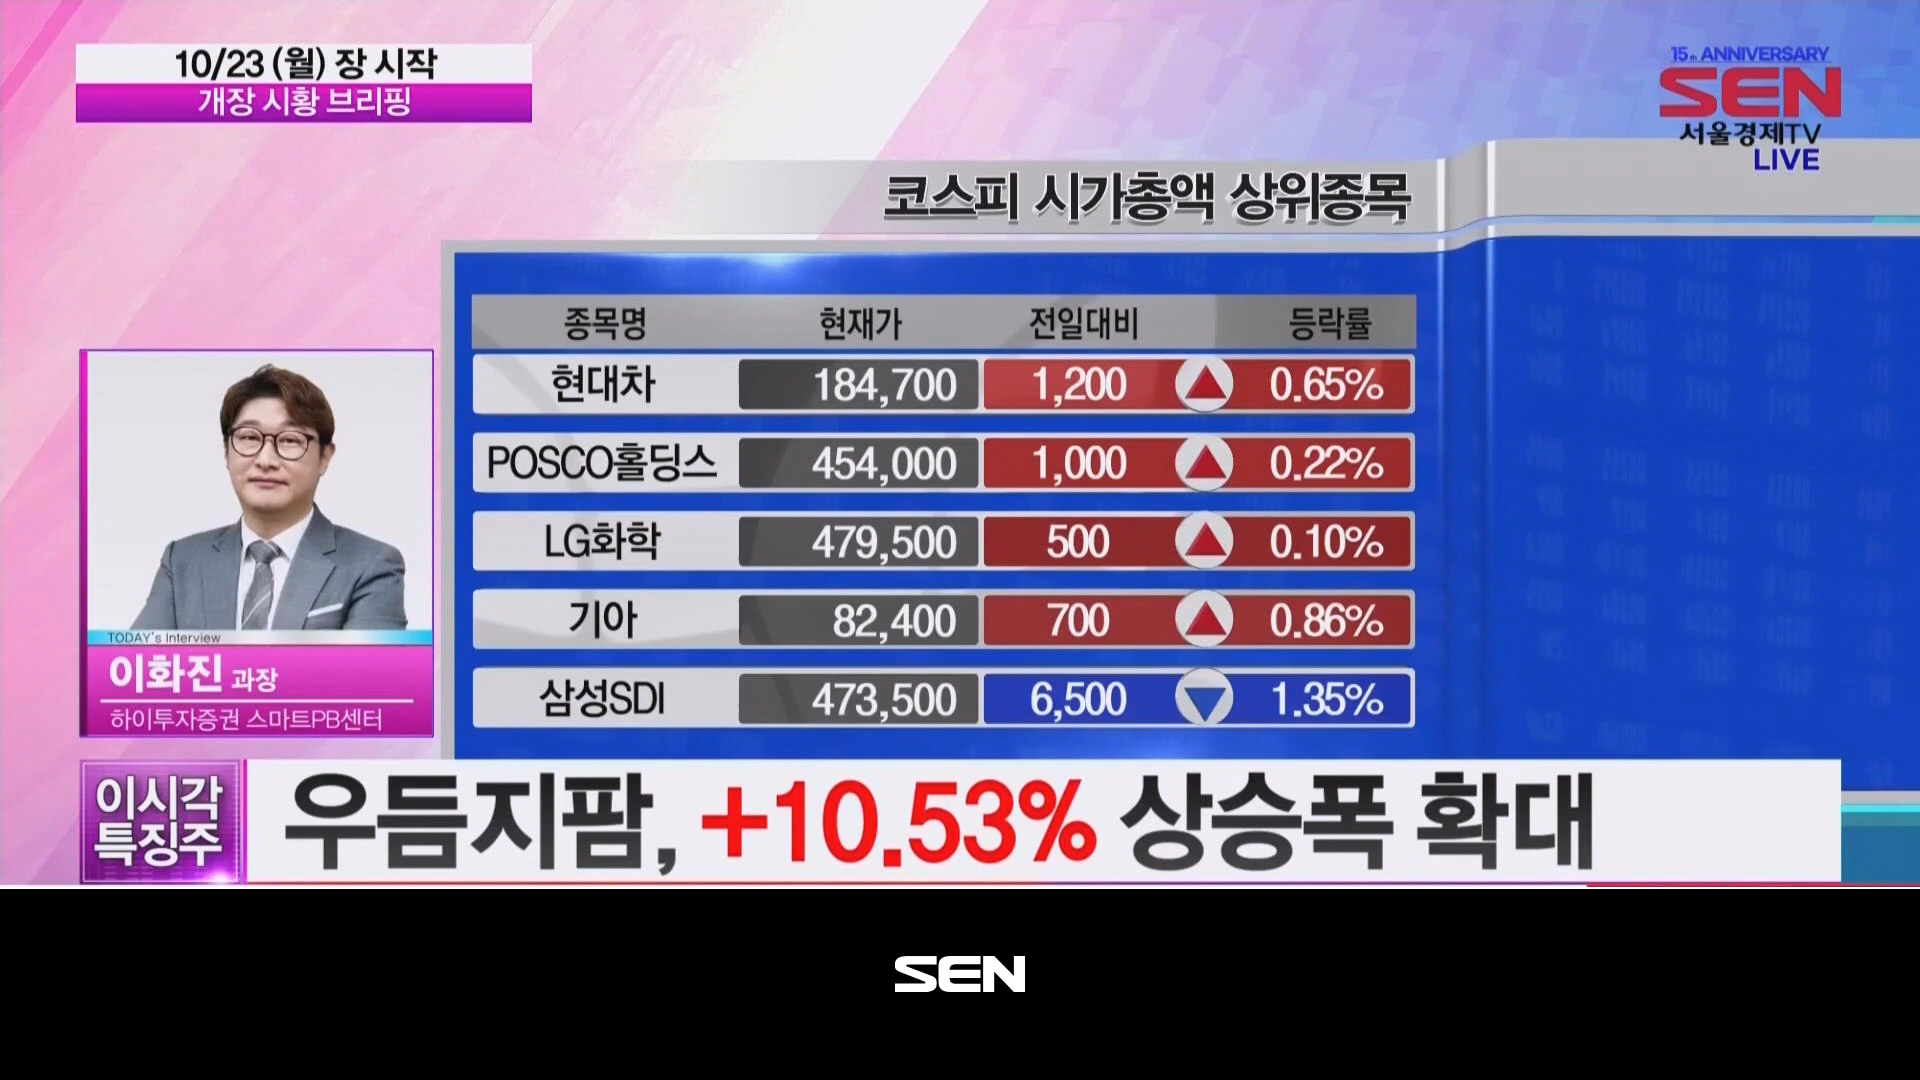 10/23 (월) 장 시작
개장 시황 브리핑
15th ANNIVERSARY
SEN
서울경제TV
LIVE
코스피 시가총액 상위종목
종목명 현재가 전일대비 등락률
현대차 184,700 1,200 ▲ 0.65%
POSCO홀딩스 454,000 1,000 ▲ 0.22%
LG화학 479,500 500 ▲ 0.10%
기아 82,400 700 ▲ 0.86%
삼성SDI 473,500 6,500 ▼ 1.35%
TODAY's Interview
이화진 과장
하이투자증권 스마트PB센터
이시각
특징주
우듬지팜, +10.53% 상승폭 확대
SEN